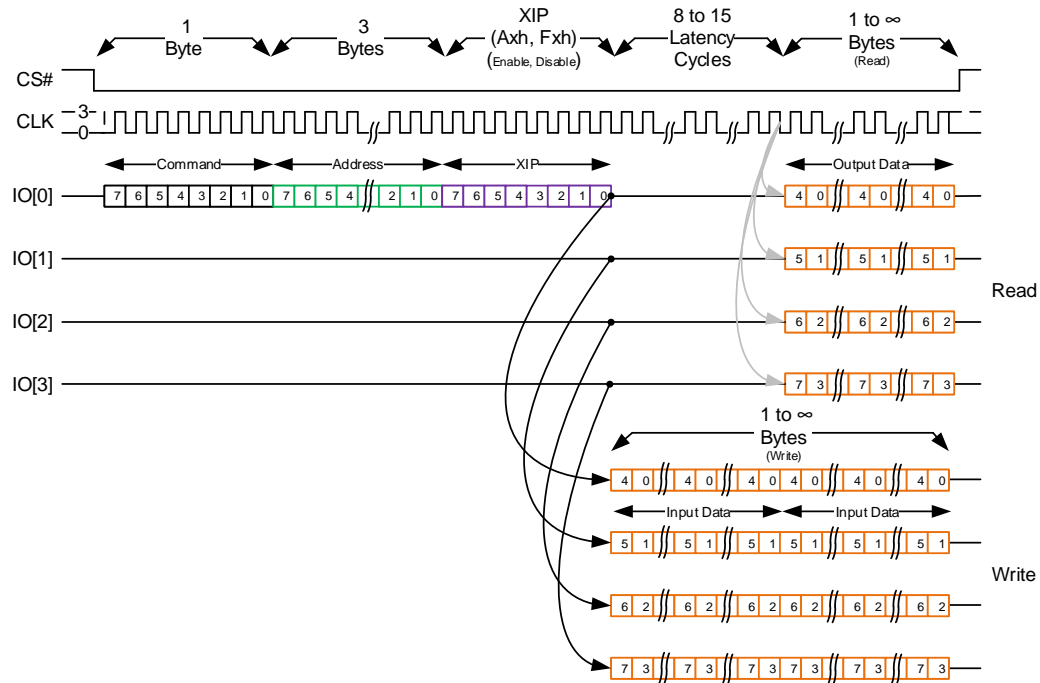 1 Byte
3 Bytes
XIP (Axh, Fxh) (Enable, Disable)
8 to 15 Latency Cycles
1 to ∞ Bytes (Read)
CS#
CLK
3
0
Command Address XIP Output Data
IO[0] 7 6 5 4 3 2 1 0 7 6 5 4 2 1 0 7 6 5 4 3 2 1 0 4 0 4 0 4 0
IO[1] 5 1 5 1 5 1
Read
IO[2] 6 2 6 2 6 2
IO[3] 7 3 7 3 7 3
1 to ∞ Bytes (Write)
4 0 4 0 4 0 4 0 4 0 4 0
Input Data Input Data
5 1 5 1 5 1 5 1 5 1 5 1
Write
6 2 6 2 6 2 6 2 6 2 6 2
7 3 7 3 7 3 7 3 7 3 7 3